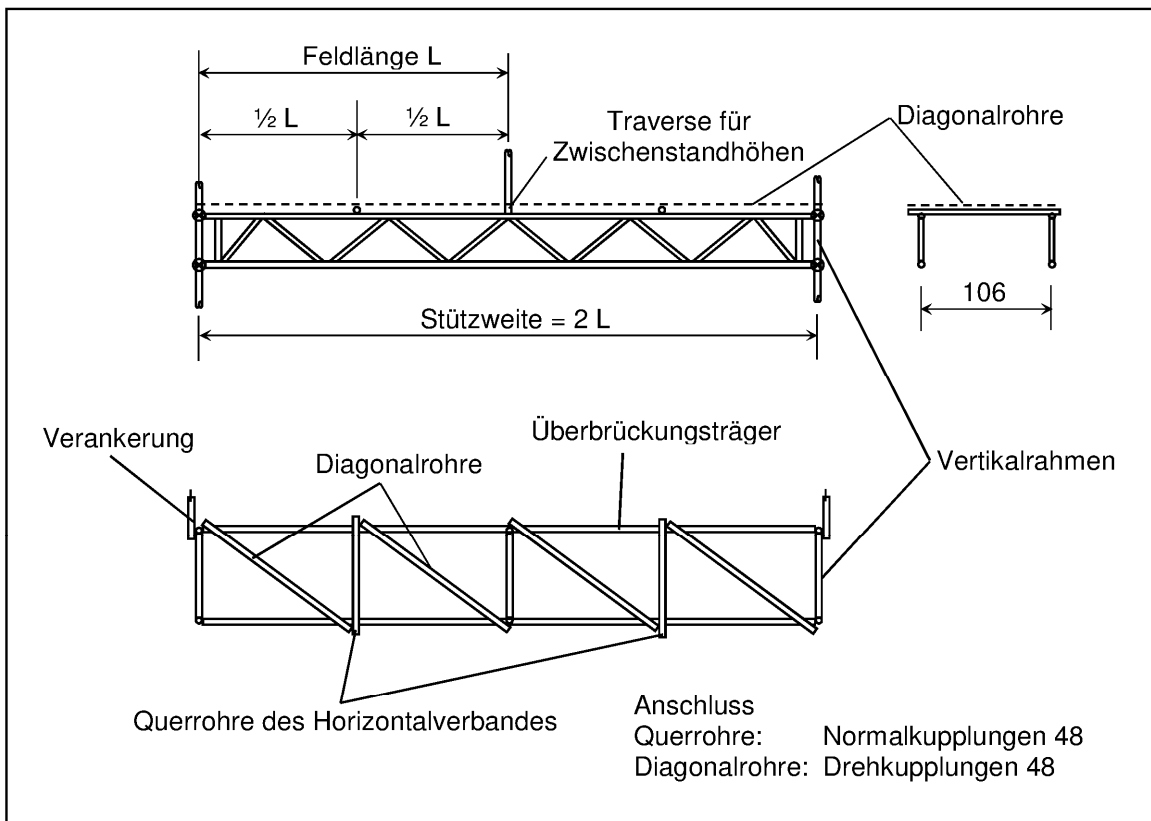 Feldlänge L
½ L
½ L
Traverse für
Zwischenstandhöhen
Diagonalrohre
106
Stützweite = 2 L
Verankerung
Diagonalrohre
Überbrückungsträger
Vertikalrahmen
Querrohre des Horizontalverbandes
Anschluss
Querrohre: Normalkupplungen 48
Diagonalrohre: Drehkupplungen 48